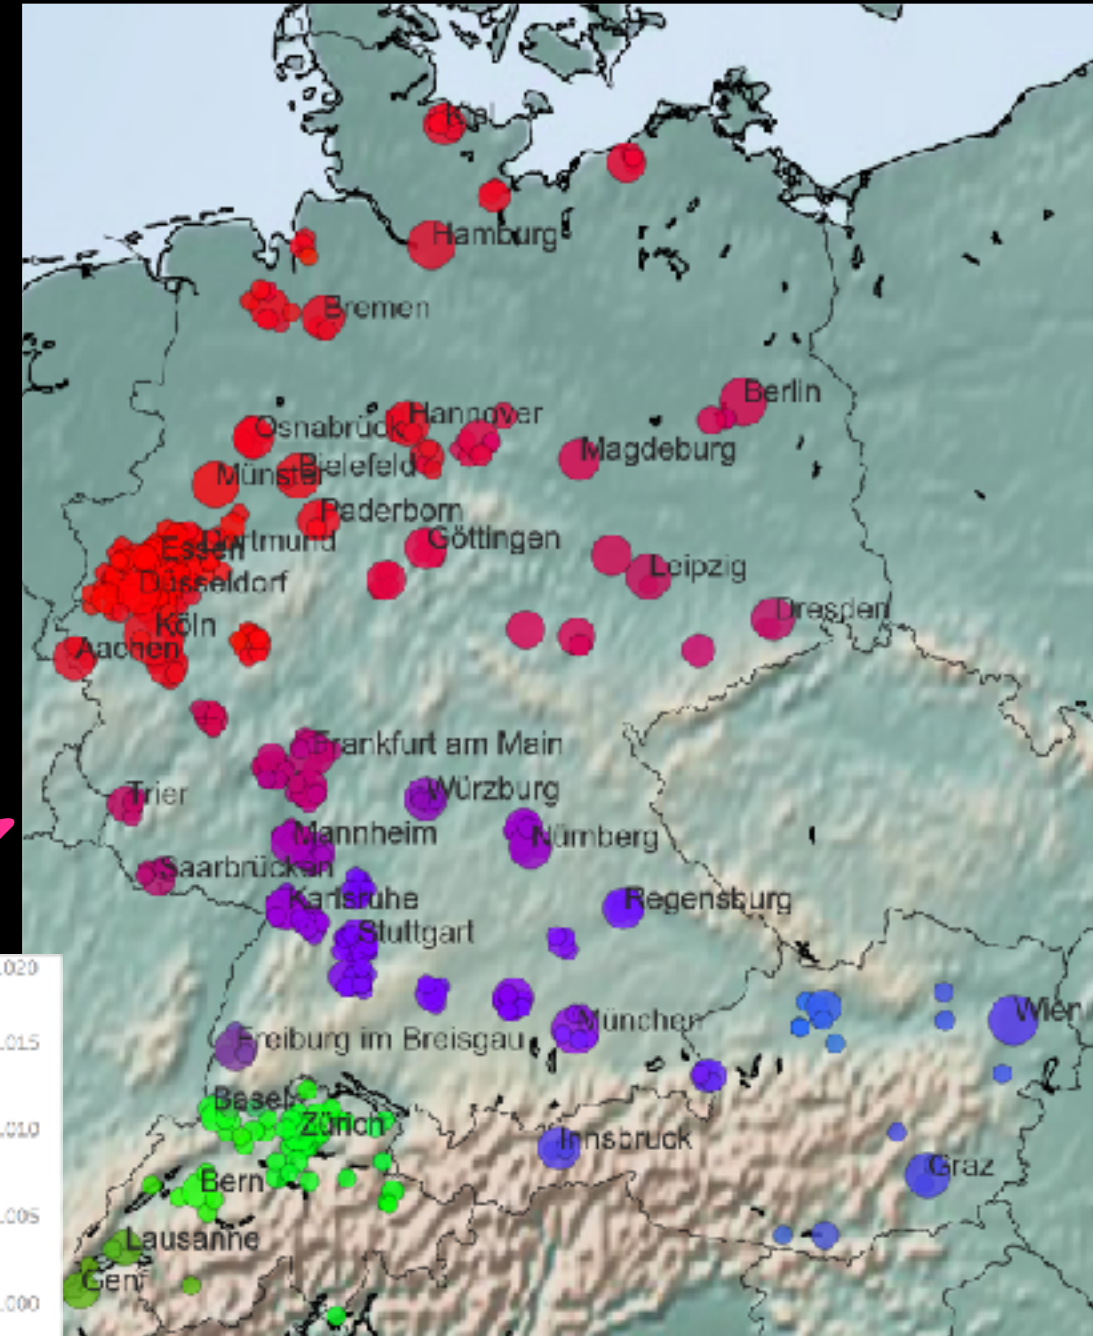 Kiel
Hamburg
Bremen
Berlin
Hannover
Osnabrück
Magdeburg
Bielefeld
Münster
Paderborn
Göttingen
Dortmund
Essen
Leipzig
Düsseldorf
Dresden
Köln
Aachen
Frankfurt am Main
Würzburg
Trier
Mannheim
Nürnberg
Saarbrücken
Karlsruhe
Regensburg
Stuttgart
.020
Wien
München
Freiburg im Breisgau
.015
Basel
Zürich
.010
Innsbruck
Graz
Bern
.005
Lausanne
Genf
.000